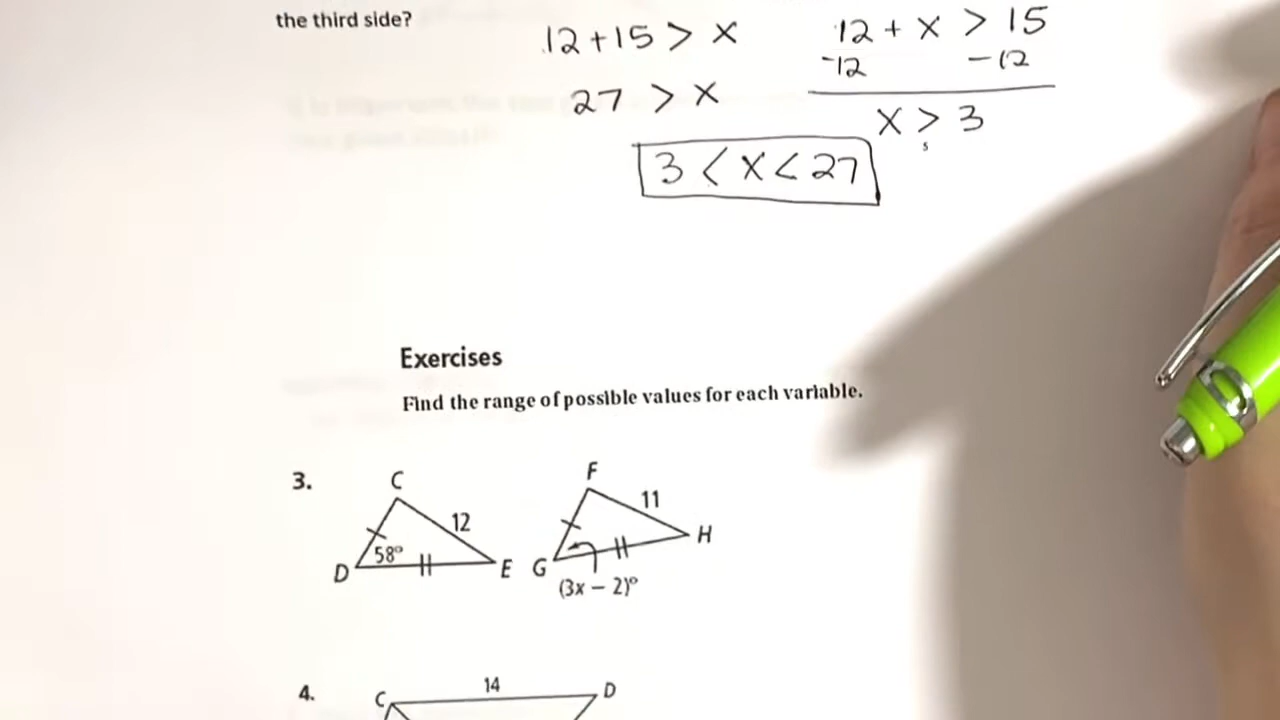 the third side?
12+15 > x
12 + x > 15
-12 -12
27 > x
x > 3
3 < x < 27
Exercises
Find the range of possible values for each variable.
3.
C
F
12
11
58°
H
D
E
G
(3x – 2)°
4.
C
14
D